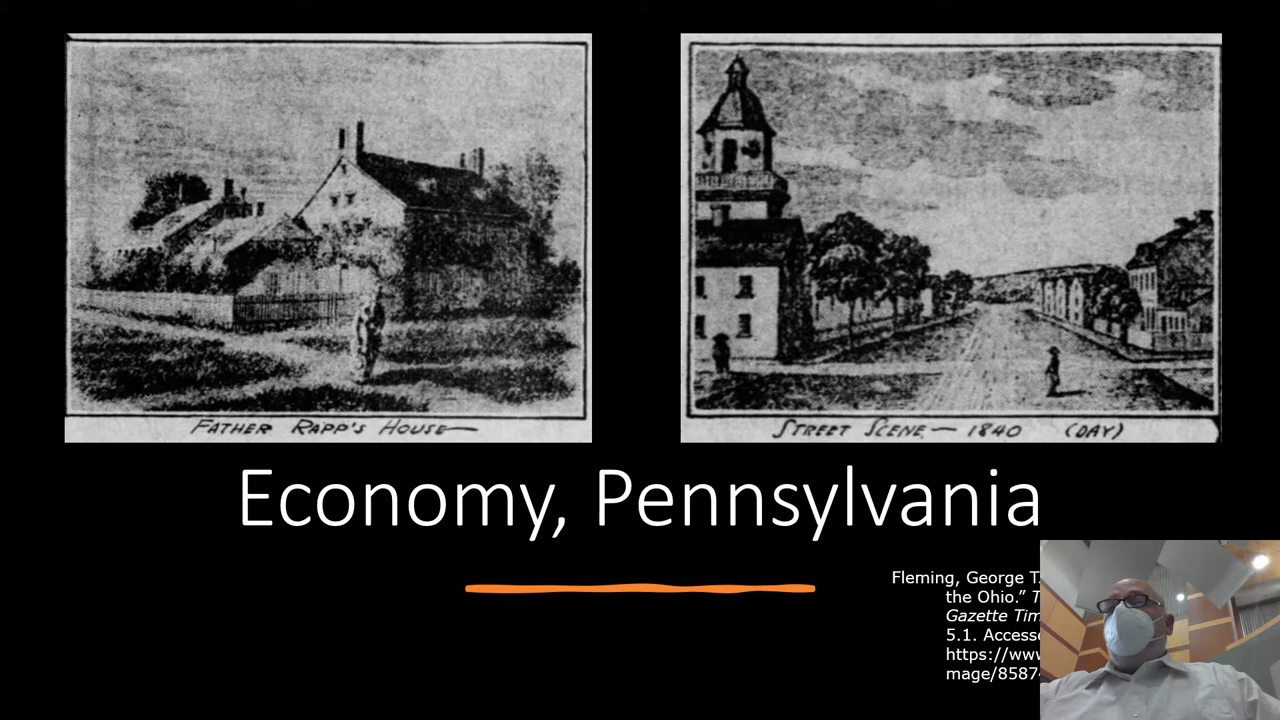 FATHER RAPP'S HOUSE—
STREET SCENE — 1840 (DAY)
Economy, Pennsylvania
Fleming, George T.
the Ohio.”
Gazette Tim
5.1. Access
https://www
mage/8587